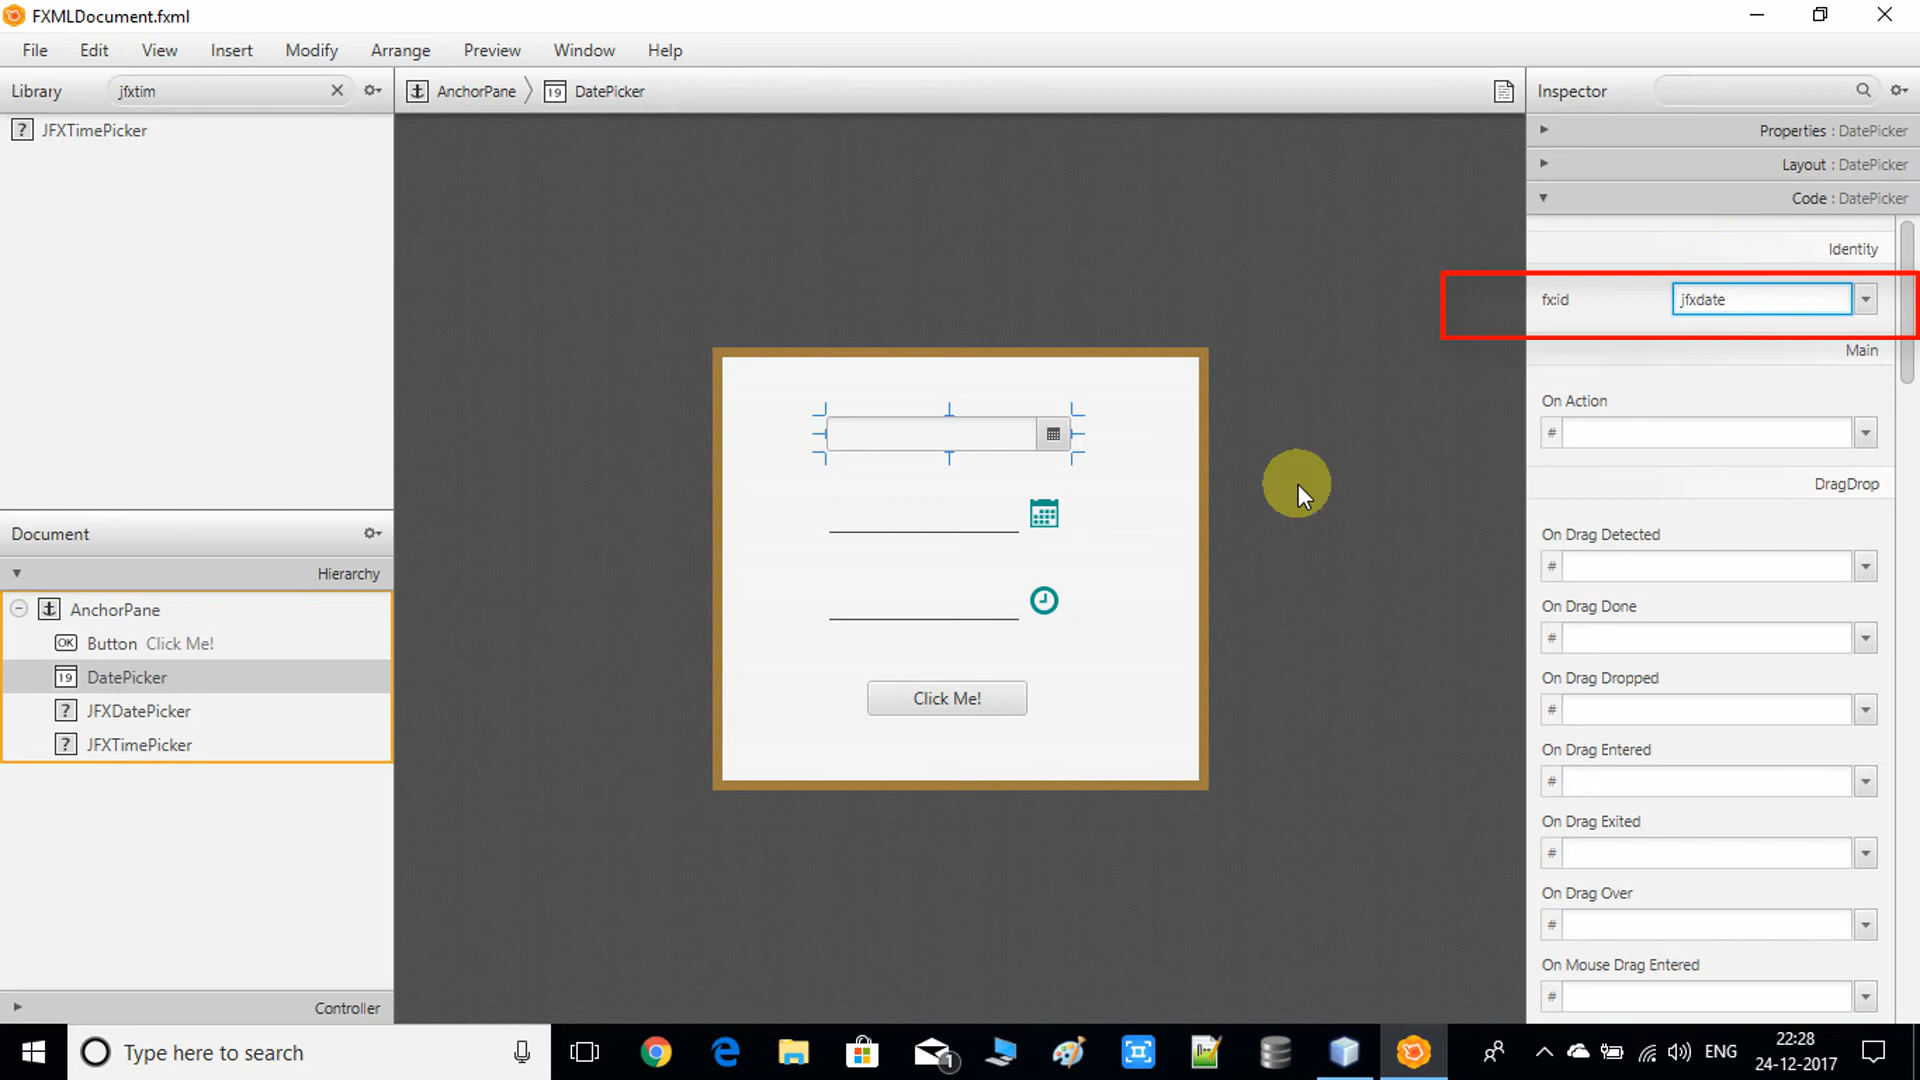 FXMLDocument.fxml
File Edit View Insert Modify Arrange Preview Window Help
Library jfxtim
AnchorPane DatePicker
Inspector
? JFXTimePicker
Properties : DatePicker
Layout : DatePicker
Code : DatePicker
Identity
fx:id jfxdate
Main
On Action
#
DragDrop
On Drag Detected
#
On Drag Done
#
On Drag Dropped
#
On Drag Entered
#
On Drag Exited
#
On Drag Over
#
On Mouse Drag Entered
#
Click Me!
Document
Hierarchy
AnchorPane
OK Button Click Me!
19 DatePicker
? JFXDatePicker
? JFXTimePicker
Controller
Type here to search
1
ENG
22:28
24-12-2017